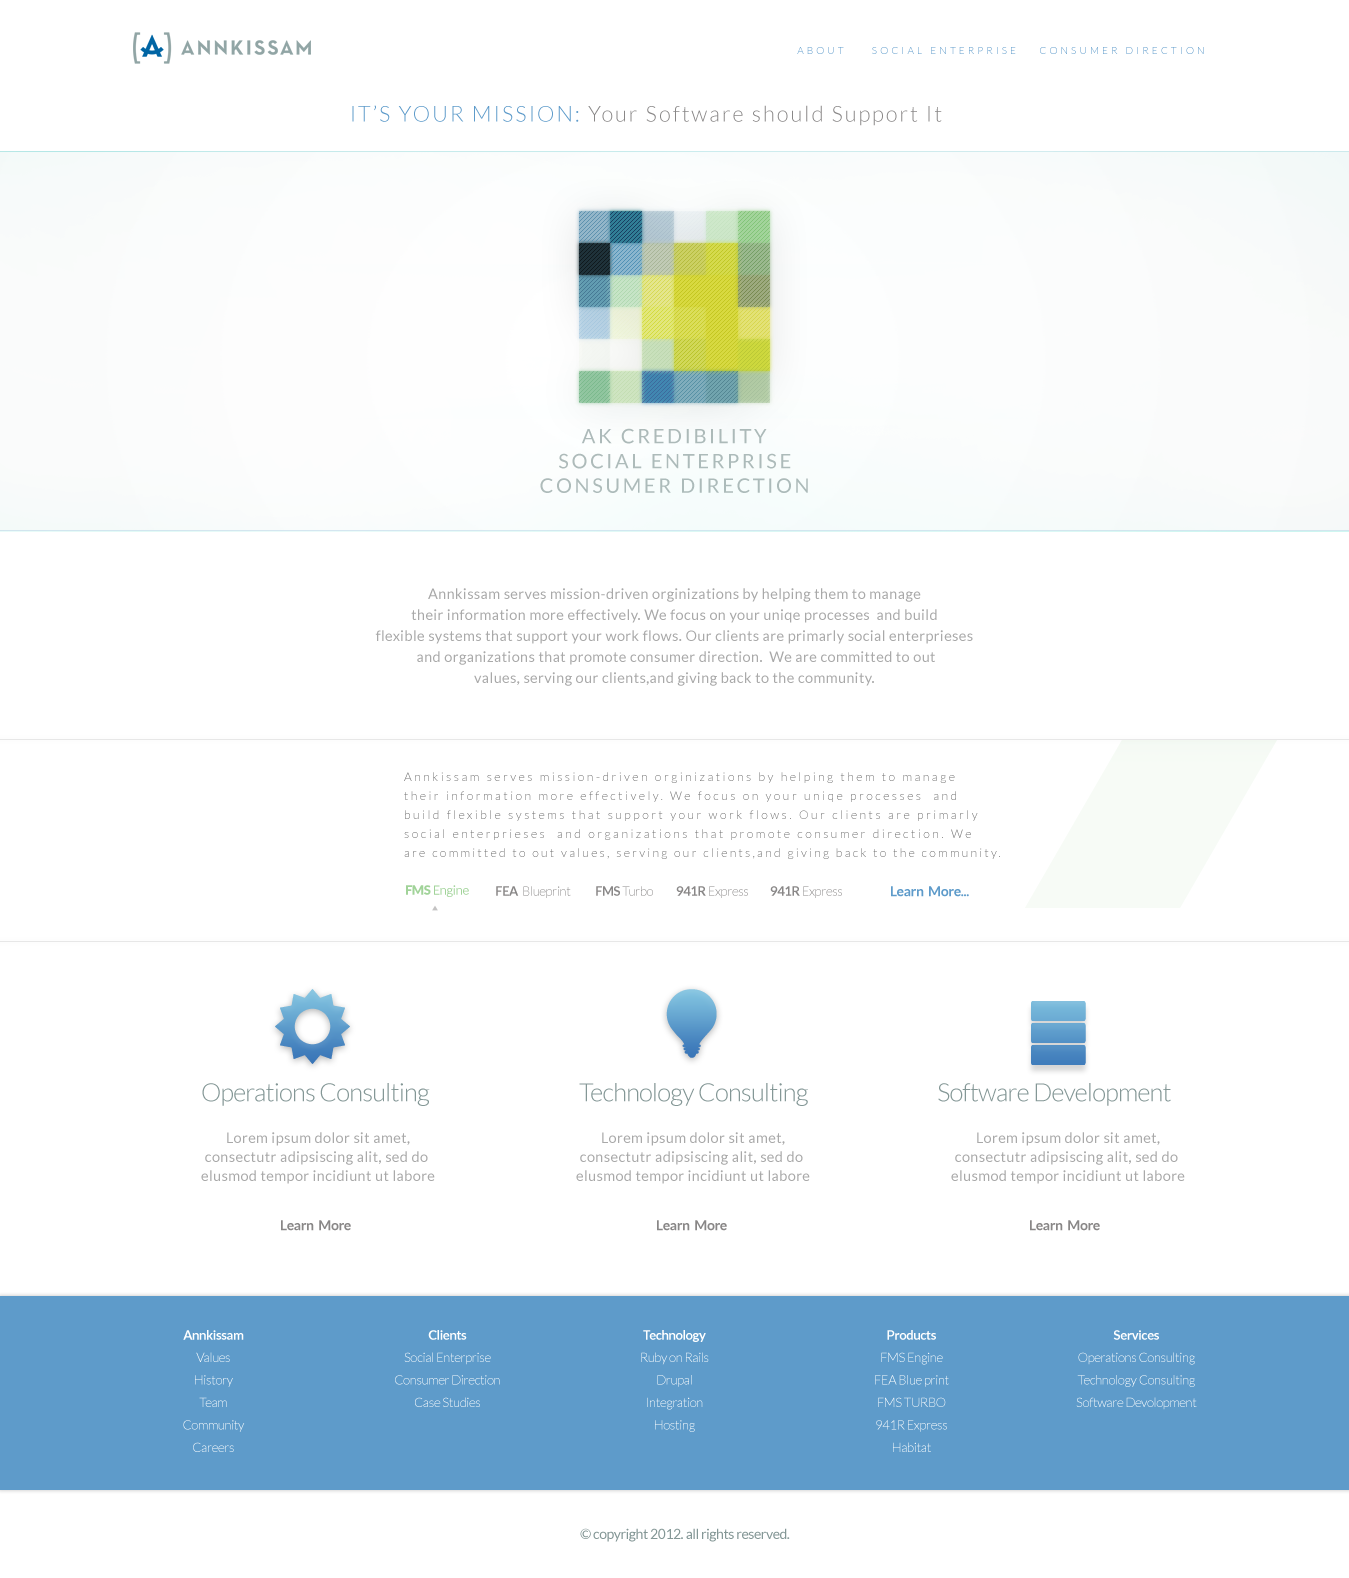 [A] ANNKISSAM
ABOUT SOCIAL ENTERPRISE CONSUMER DIRECTION
IT'S YOUR MISSION: Your Software should Support It
AK CREDIBILITY
SOCIAL ENTERPRISE
CONSUMER DIRECTION
Annkissam serves mission-driven orginizations by helping them to manage
their information more effectively. We focus on your uniqe processes and build
flexible systems that support your work flows. Our clients are primarly social enterprieses
and organizations that promote consumer direction. We are committed to out
values, serving our clients,and giving back to the community.
Annkissam serves mission-driven orginizations by helping them to manage
their information more effectively. We focus on your uniqe processes and
build flexible systems that support your work flows. Our clients are primarly
social enterprieses and organizations that promote consumer direction. We
are committed to out values, serving our clients,and giving back to the community.
FMS Engine FEA Blueprint FMS Turbo 941R Express 941R Express Learn More...
Operations Consulting
Lorem ipsum dolor sit amet,
consectutr adipsiscing alit, sed do
elusmod tempor incidiunt ut labore
Learn More
Technology Consulting
Lorem ipsum dolor sit amet,
consectutr adipsiscing alit, sed do
elusmod tempor incidiunt ut labore
Learn More
Software Development
Lorem ipsum dolor sit amet,
consectutr adipsiscing alit, sed do
elusmod tempor incidiunt ut labore
Learn More
Annkissam
Values
History
Team
Community
Careers
Clients
Social Enterprise
Consumer Direction
Case Studies
Technology
Ruby on Rails
Drupal
Integration
Hosting
Products
FMS Engine
FEA Blue print
FMS TURBO
941R Express
Habitat
Services
Operations Consulting
Technology Consulting
Software Devolopment
© copyright 2012. all rights reserved.